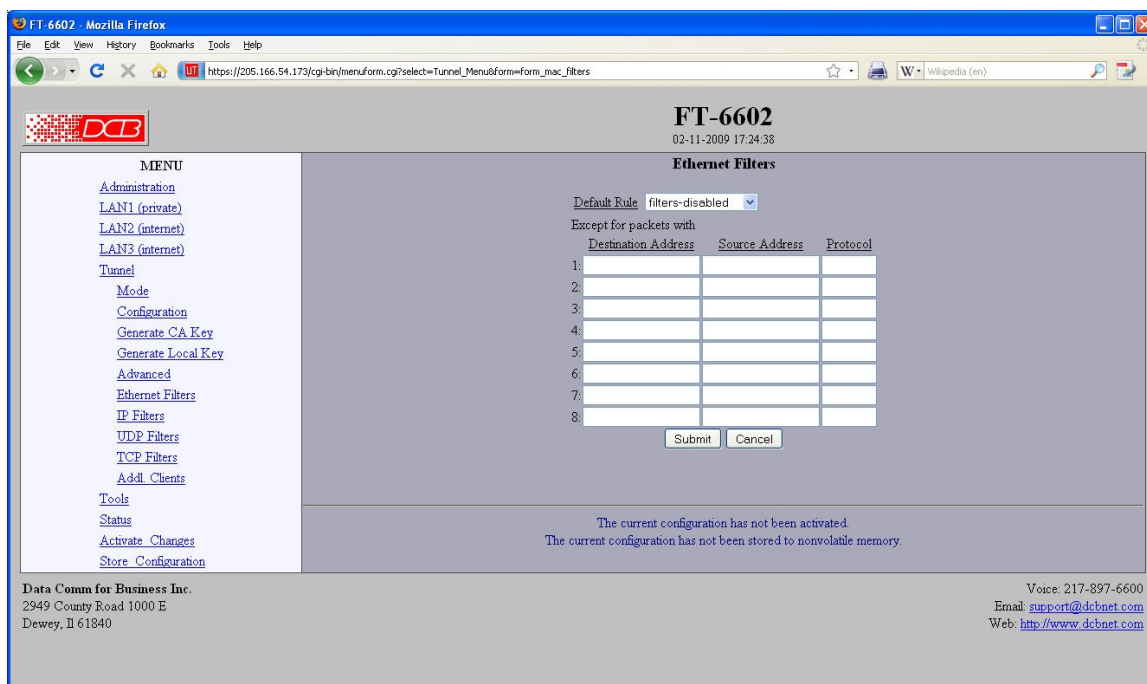 FT-6602 - Mozilla Firefox
File Edit View History Bookmarks Tools Help
UT https://205.166.54.173/cgi-bin/menuform.cgi?select=Tunnel_Menu&form=form_mac_filters W Wikipedia (en)
DCB
FT-6602
02-11-2009 17:24:38
MENU
Administration
LAN1 (private)
LAN2 (internet)
LAN3 (internet)
Tunnel
Mode
Configuration
Generate CA Key
Generate Local Key
Advanced
Ethernet Filters
IP Filters
UDP Filters
TCP Filters
Addl. Clients
Tools
Status
Activate Changes
Store Configuration
Ethernet Filters
Default Rule filters-disabled
Except for packets with
Destination Address Source Address Protocol
1:
2:
3:
4:
5:
6:
7:
8:
Submit Cancel
The current configuration has not been activated.
The current configuration has not been stored to nonvolatile memory.
Data Comm for Business Inc.
2949 County Road 1000 E
Dewey, Il 61840
Voice: 217-897-6600
Email: support@dcbnet.com
Web: http://www.dcbnet.com